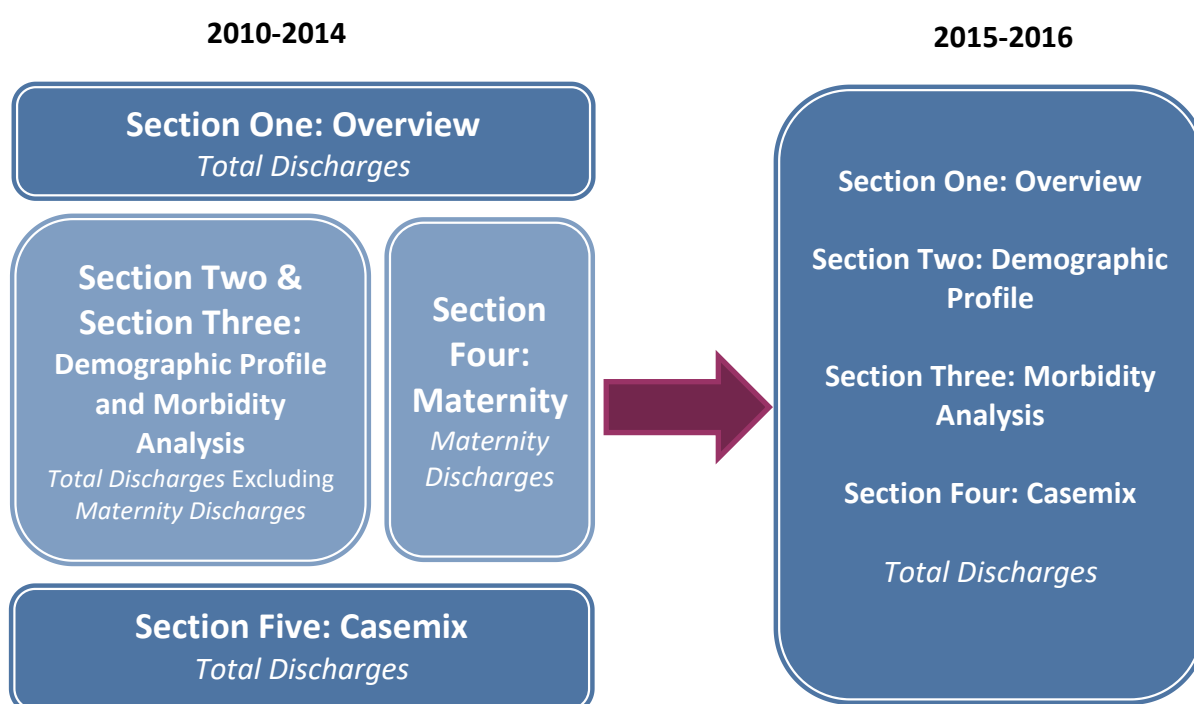 2010-2014
Section One: Overview
Total Discharges
Section Two &
Section Three:
Demographic Profile
and Morbidity
Analysis
Total Discharges Excluding
Maternity Discharges
Section
Four:
Maternity
Maternity
Discharges
Section Five: Casemix
Total Discharges
2015-2016
Section One: Overview
Section Two: Demographic
Profile
Section Three: Morbidity
Analysis
Section Four: Casemix
Total Discharges